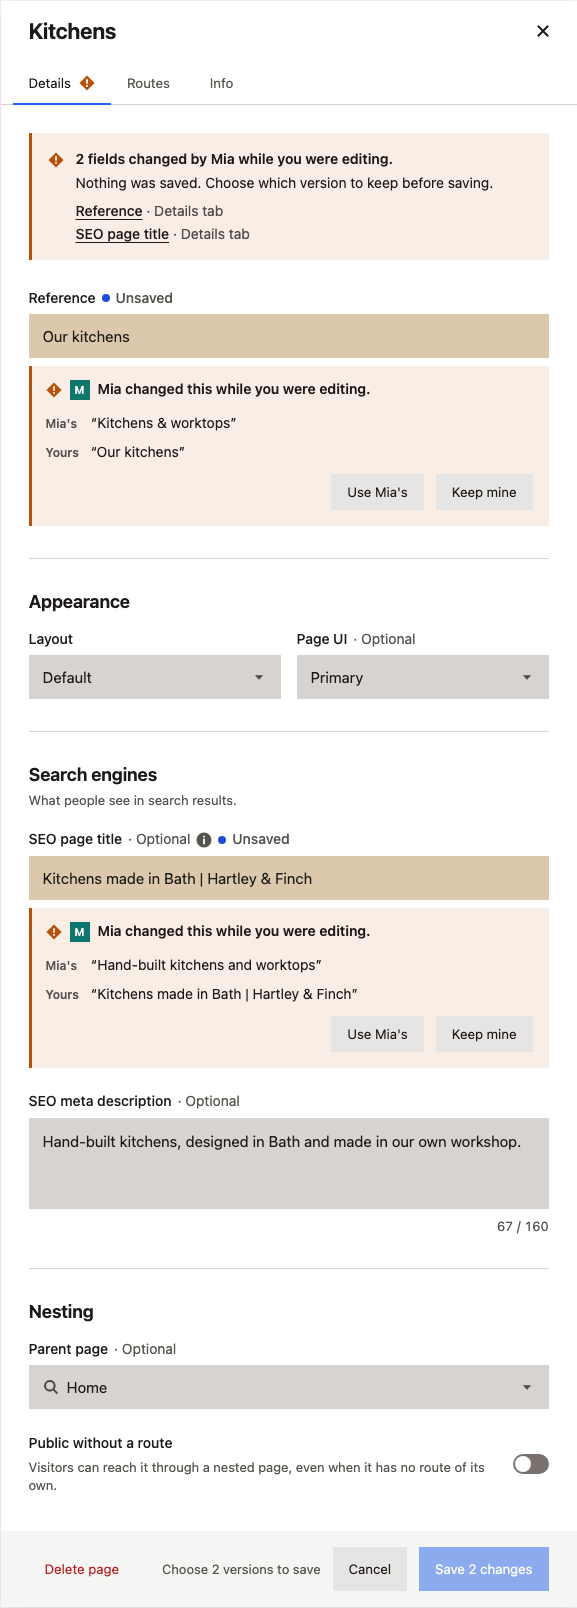 Kitchens
Details
Routes
Info
2 fields changed by Mia while you were editing.
Nothing was saved. Choose which version to keep before saving.
Reference · Details tab
SEO page title · Details tab
Reference Unsaved
Our kitchens
M Mia changed this while you were editing.
Mia's “Kitchens & worktops”
Yours “Our kitchens”
Use Mia's
Keep mine
Appearance
Layout
Page UI · Optional
Default
Primary
Search engines
What people see in search results.
SEO page title · Optional Unsaved
Kitchens made in Bath | Hartley & Finch
M Mia changed this while you were editing.
Mia's “Hand-built kitchens and worktops”
Yours “Kitchens made in Bath | Hartley & Finch”
Use Mia's
Keep mine
SEO meta description · Optional
Hand-built kitchens, designed in Bath and made in our own workshop.
67 / 160
Nesting
Parent page · Optional
Home
Public without a route
Visitors can reach it through a nested page, even when it has no route of its
own.
Delete page
Choose 2 versions to save
Cancel
Save 2 changes